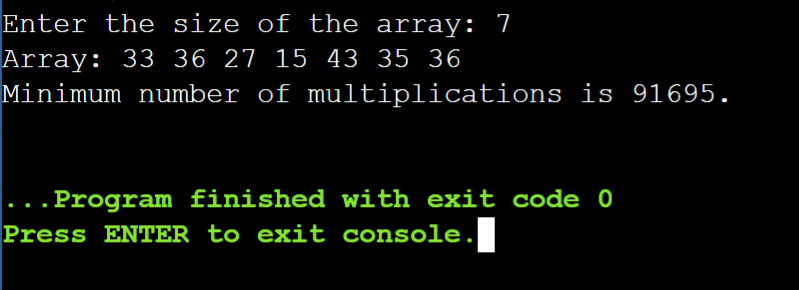 Enter the size of the array: 7
Array: 33 36 27 15 43 35 36
Minimum number of multiplications is 91695.
...Program finished with exit code 0
Press ENTER to exit console.